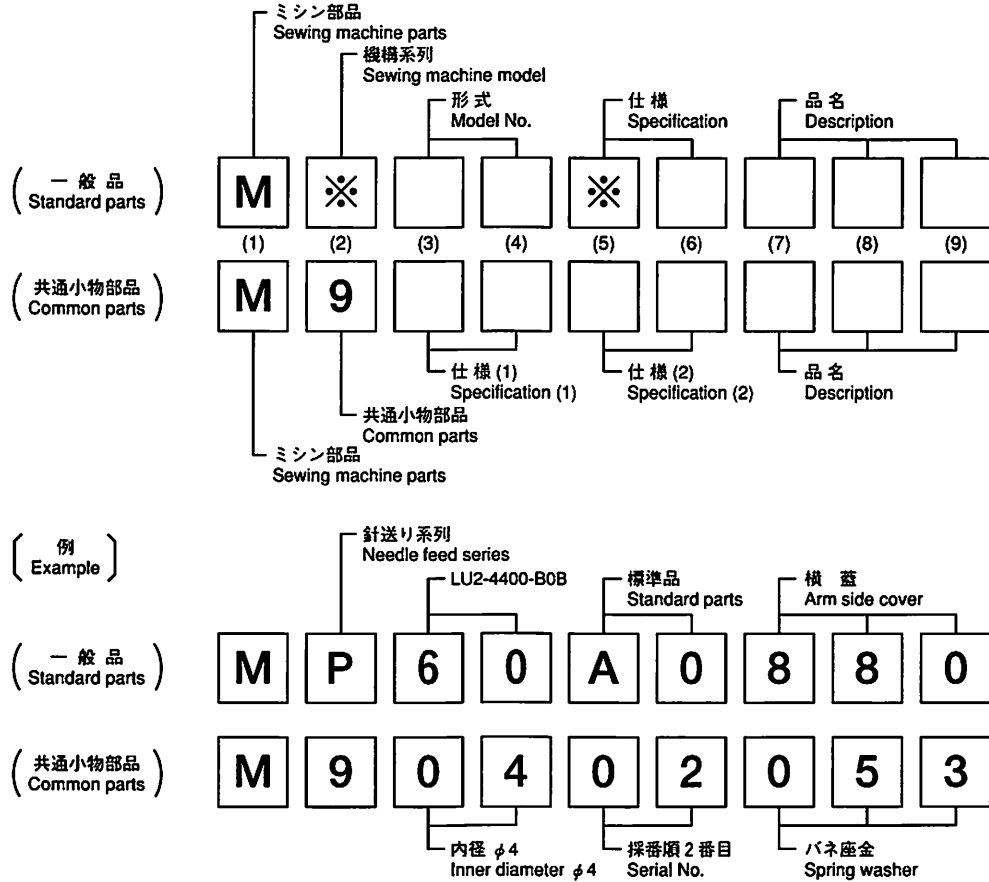 ミシン部品
Sewing machine parts
機構系列
Sewing machine model
形式
Model No.
仕様
Specification
品名
Description
一般品
Standard parts
M ※ ※
(1) (2) (3) (4) (5) (6) (7) (8) (9)
共通小物部品
Common parts
M 9
仕様 (1)
Specification (1)
仕様 (2)
Specification (2)
品名
Description
共通小物部品
Common parts
ミシン部品
Sewing machine parts
例
Example
針送り系列
Needle feed series
LU2-4400-B0B
標準品
Standard parts
横蓋
Arm side cover
一般品
Standard parts
M P 6 0 A 0 8 8 0
共通小物部品
Common parts
M 9 0 4 0 2 0 5 3
内径 φ4
Inner diameter φ4
採番順2番目
Serial No.
バネ座金
Spring washer